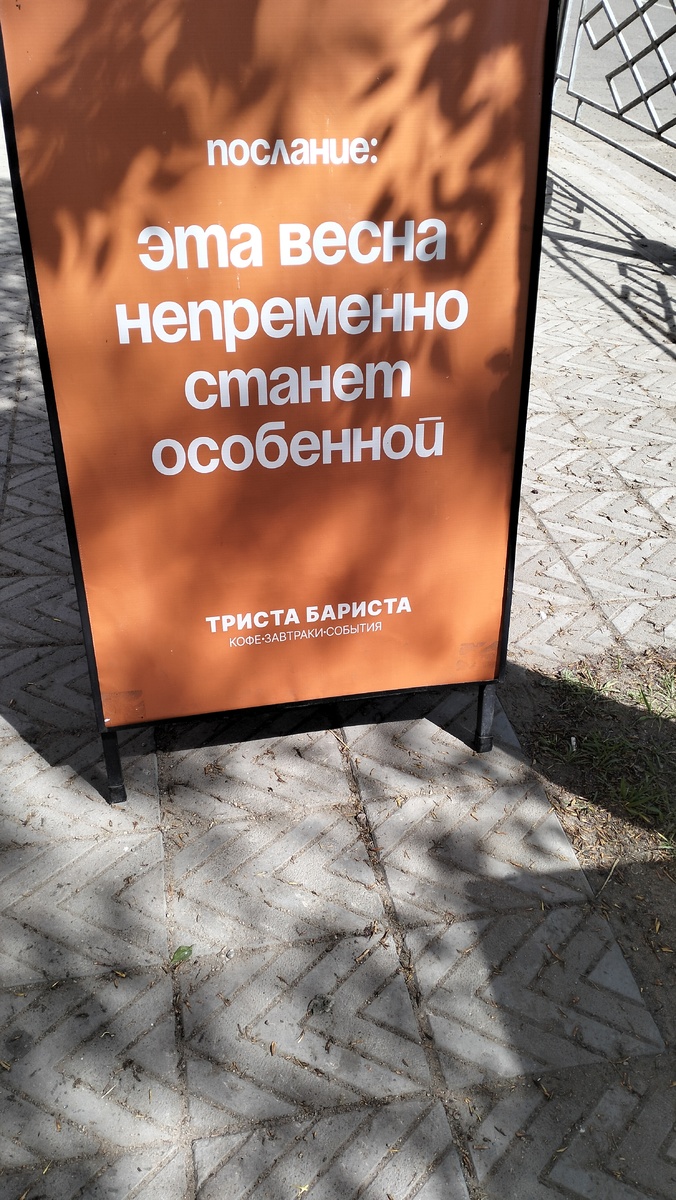 послание:
эта весна
непременно
станет
особенной
ТРИСТА БАРИСТА
КОФЕ•ЗАВТРАКИ•СОБЫТИЯ